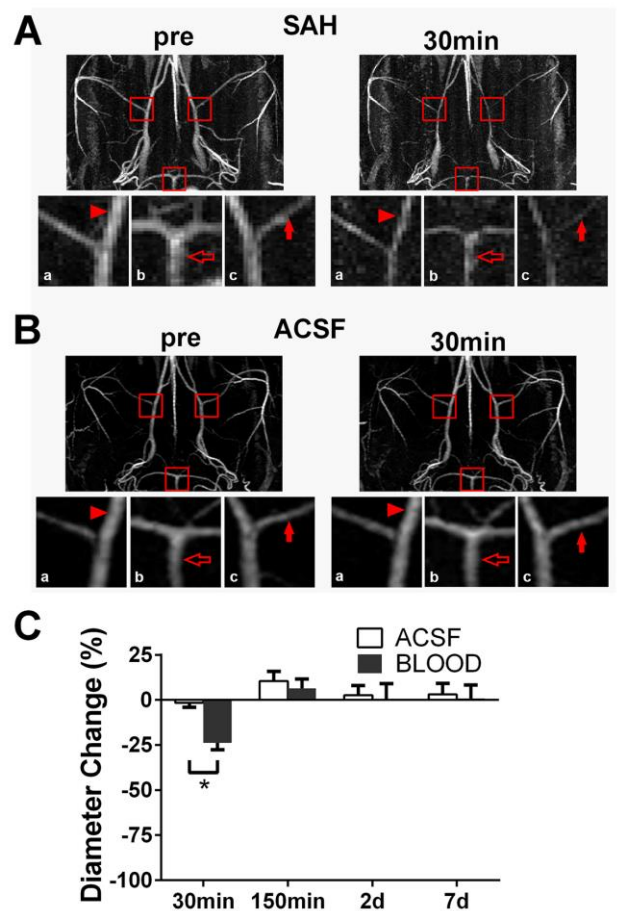 A
SAH
pre
30min
a
b
c
a
b
c
B
ACSF
pre
30min
a
b
c
a
b
c
C
Diameter Change (%)
25
0
-25
-50
-75
-100
ACSF
BLOOD
*
30min
150min
2d
7d